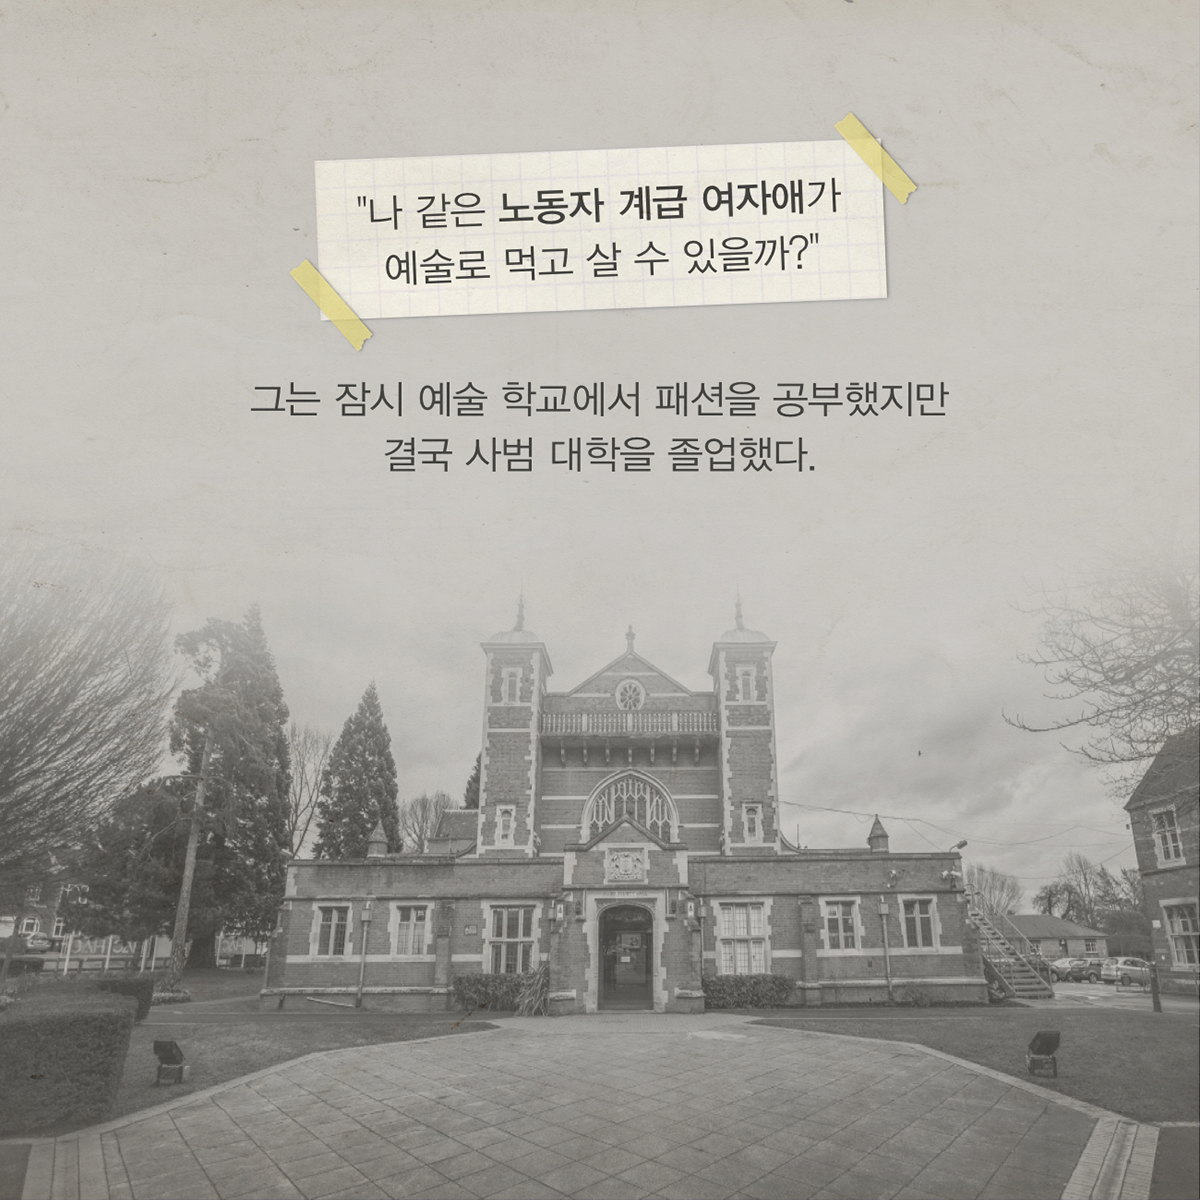 "나 같은 노동자 계급 여자애가
예술로 먹고 살 수 있을까?"
그는 잠시 예술 학교에서 패션을 공부했지만
결국 사범 대학을 졸업했다.